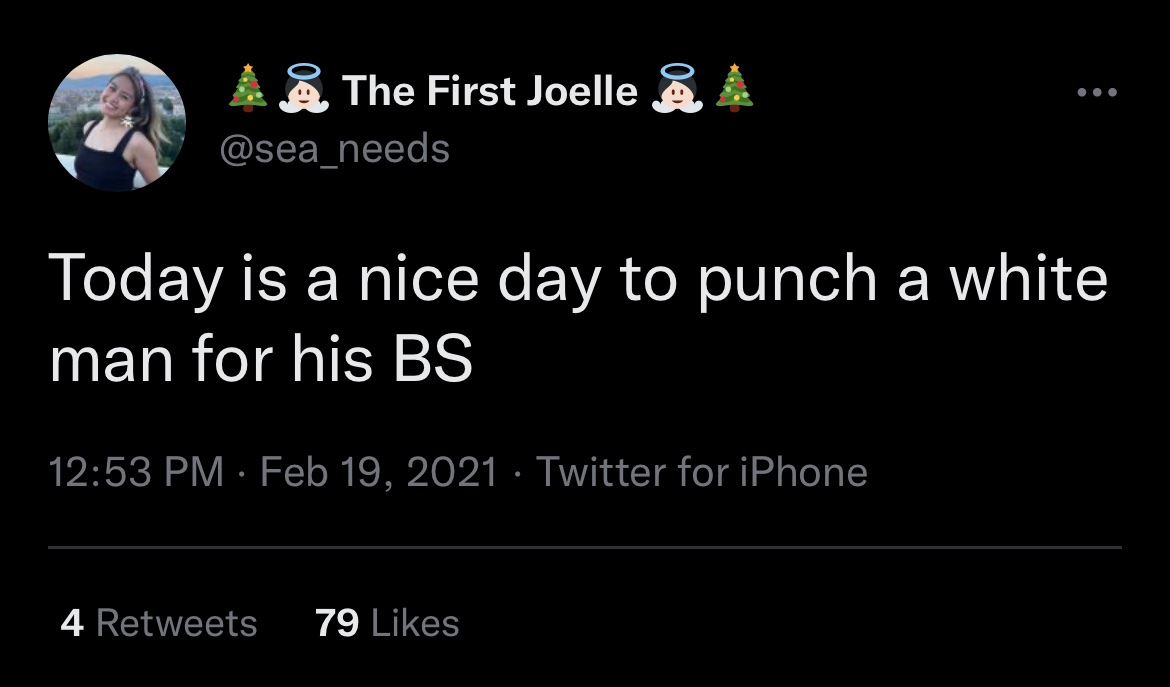 🎄👼🏻 The First Joelle 👼🏻🎄
@sea_needs
Today is a nice day to punch a white
man for his BS
12:53 PM · Feb 19, 2021 · Twitter for iPhone
4 Retweets 79 Likes